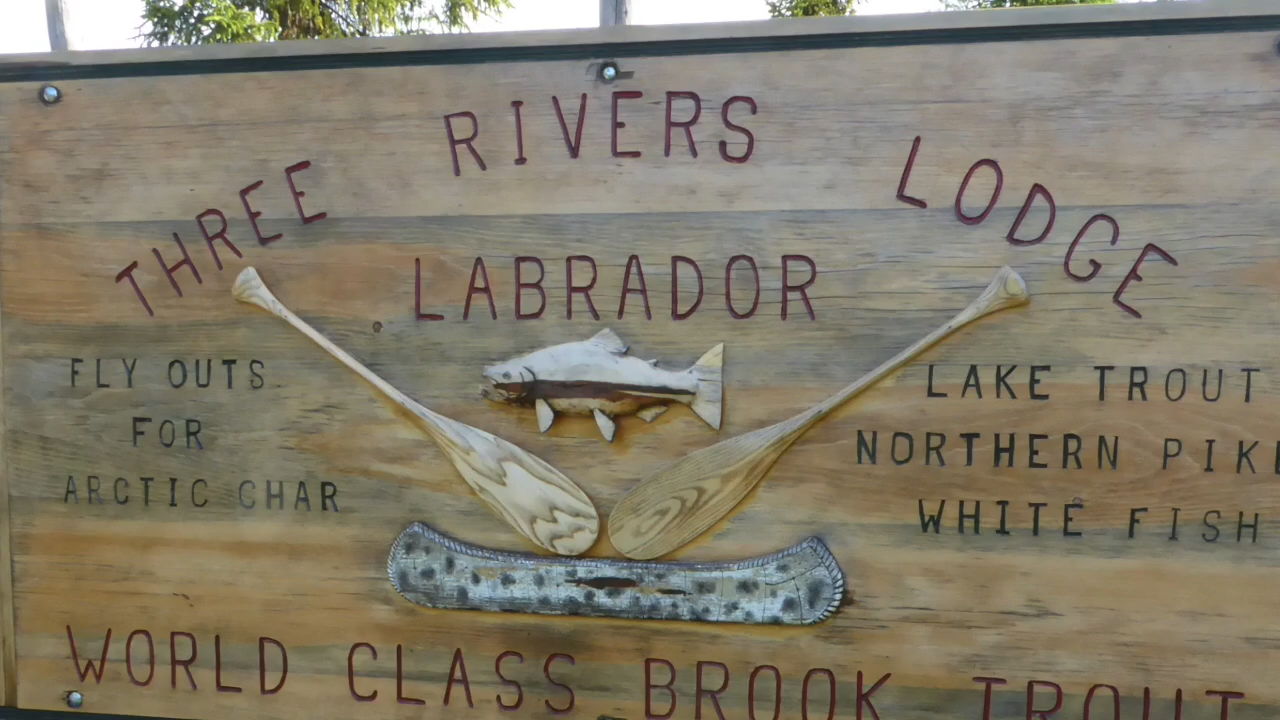 THREE RIVERS LODGE
LABRADOR
FLY OUTS
FOR
ARCTIC CHAR
LAKE TROUT
NORTHERN PIKE
WHITE FISH
WORLD CLASS BROOK TROUT